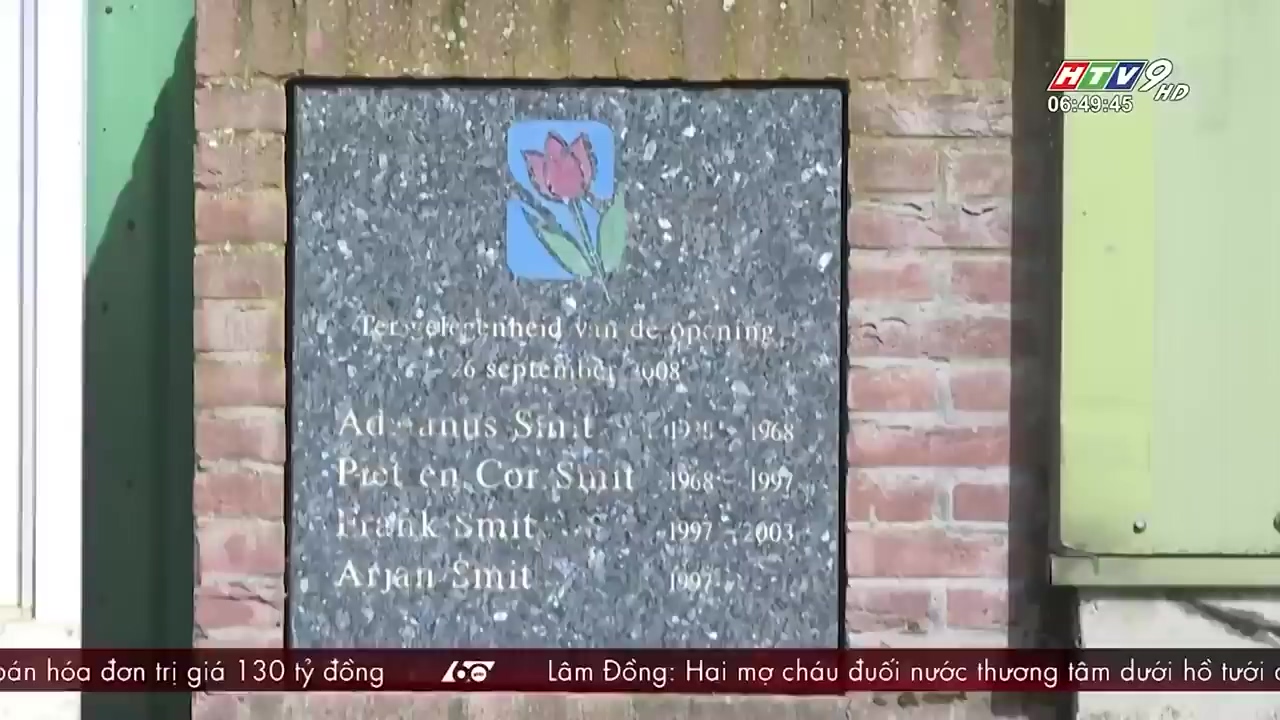 HTV9 HD
06:49:45
Ter gelegenheid van de opening
26 september 2008
Adrianus Smit 1968
Piet en Cor Smit 1968 - 1997
Frank Smit 1997 - 2003
Arjan Smit 1997 -
hóa đơn trị giá 130 tỷ đồng 60 Lâm Đồng: Hai mợ cháu đuối nước thương tâm dưới hồ tưới